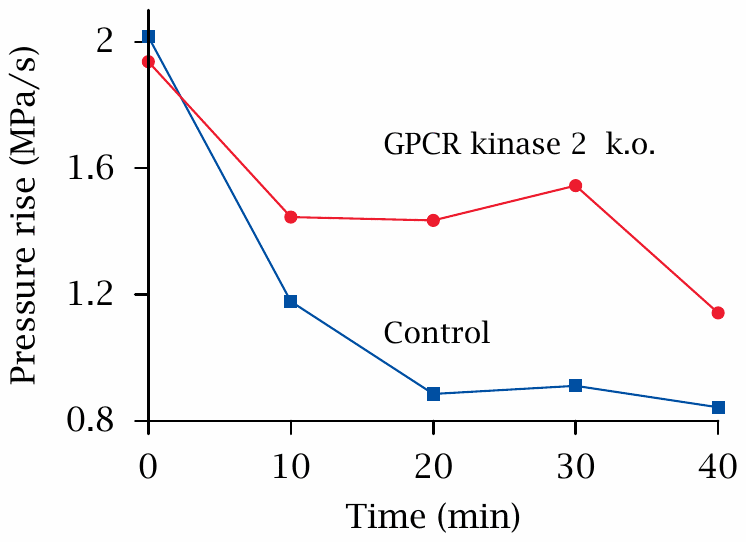 Pressure rise (MPa/s)
2
1.6
1.2
0.8
GPCR kinase 2 k.o.
Control
0 10 20 30 40
Time (min)